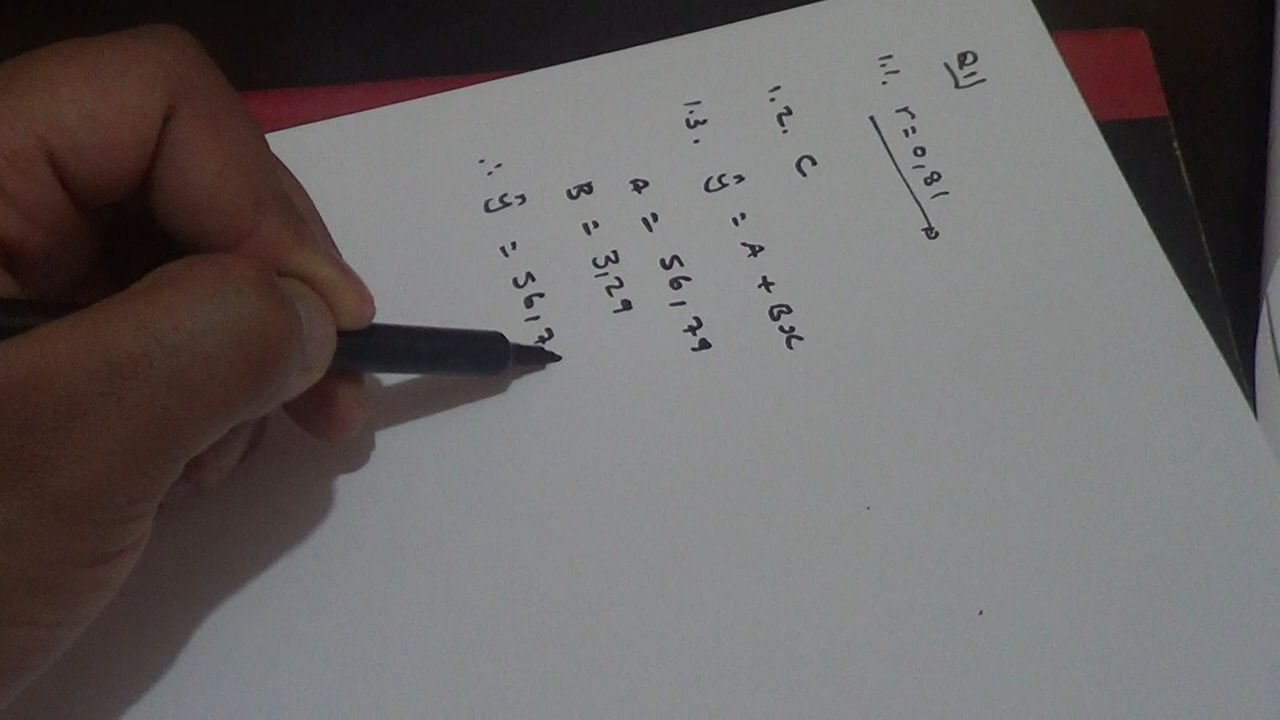 Q1)
1.1. r = 0,81
1.2. C
1.3. ŷ = A + Bx
A = 56,79
B = 3,29
∴ ŷ = 56,7